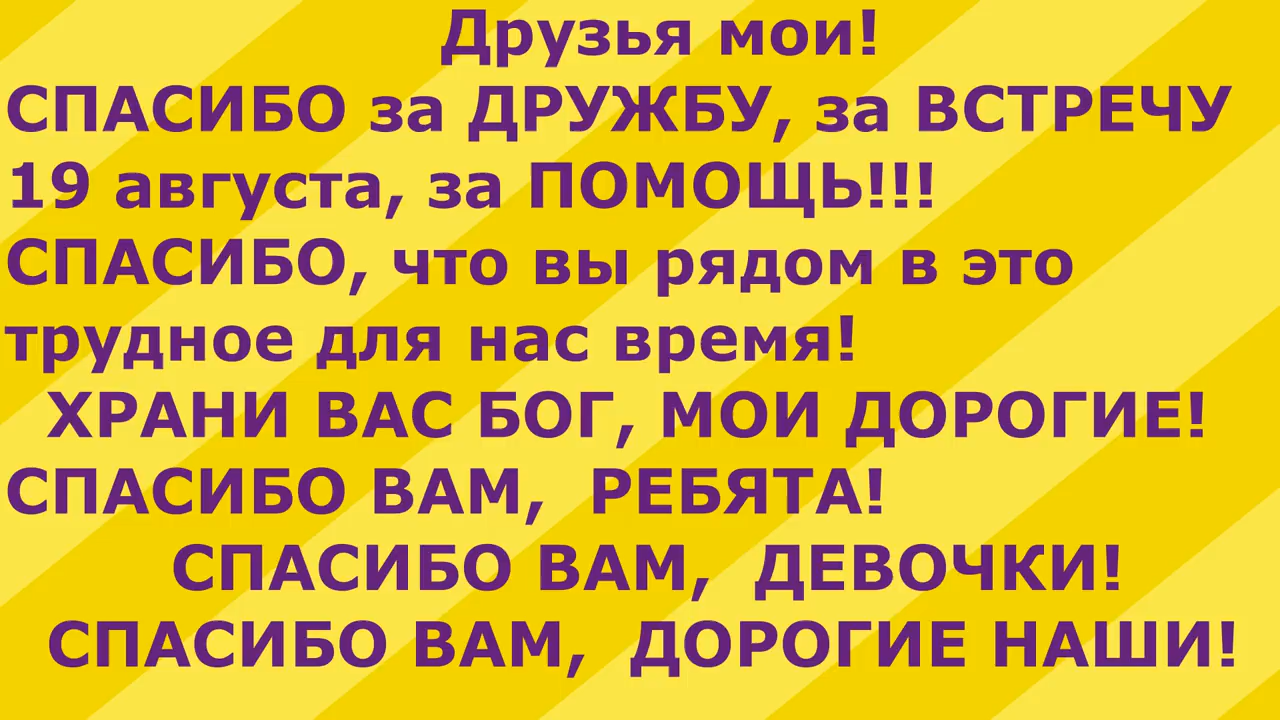 Друзья мои!
СПАСИБО за ДРУЖБУ, за ВСТРЕЧУ
19 августа, за ПОМОЩЬ!!!
СПАСИБО, что вы рядом в это
трудное для нас время!
ХРАНИ ВАС БОГ, МОИ ДОРОГИЕ!
СПАСИБО ВАМ,  РЕБЯТА!
СПАСИБО ВАМ,  ДЕВОЧКИ!
СПАСИБО ВАМ,  ДОРОГИЕ НАШИ!